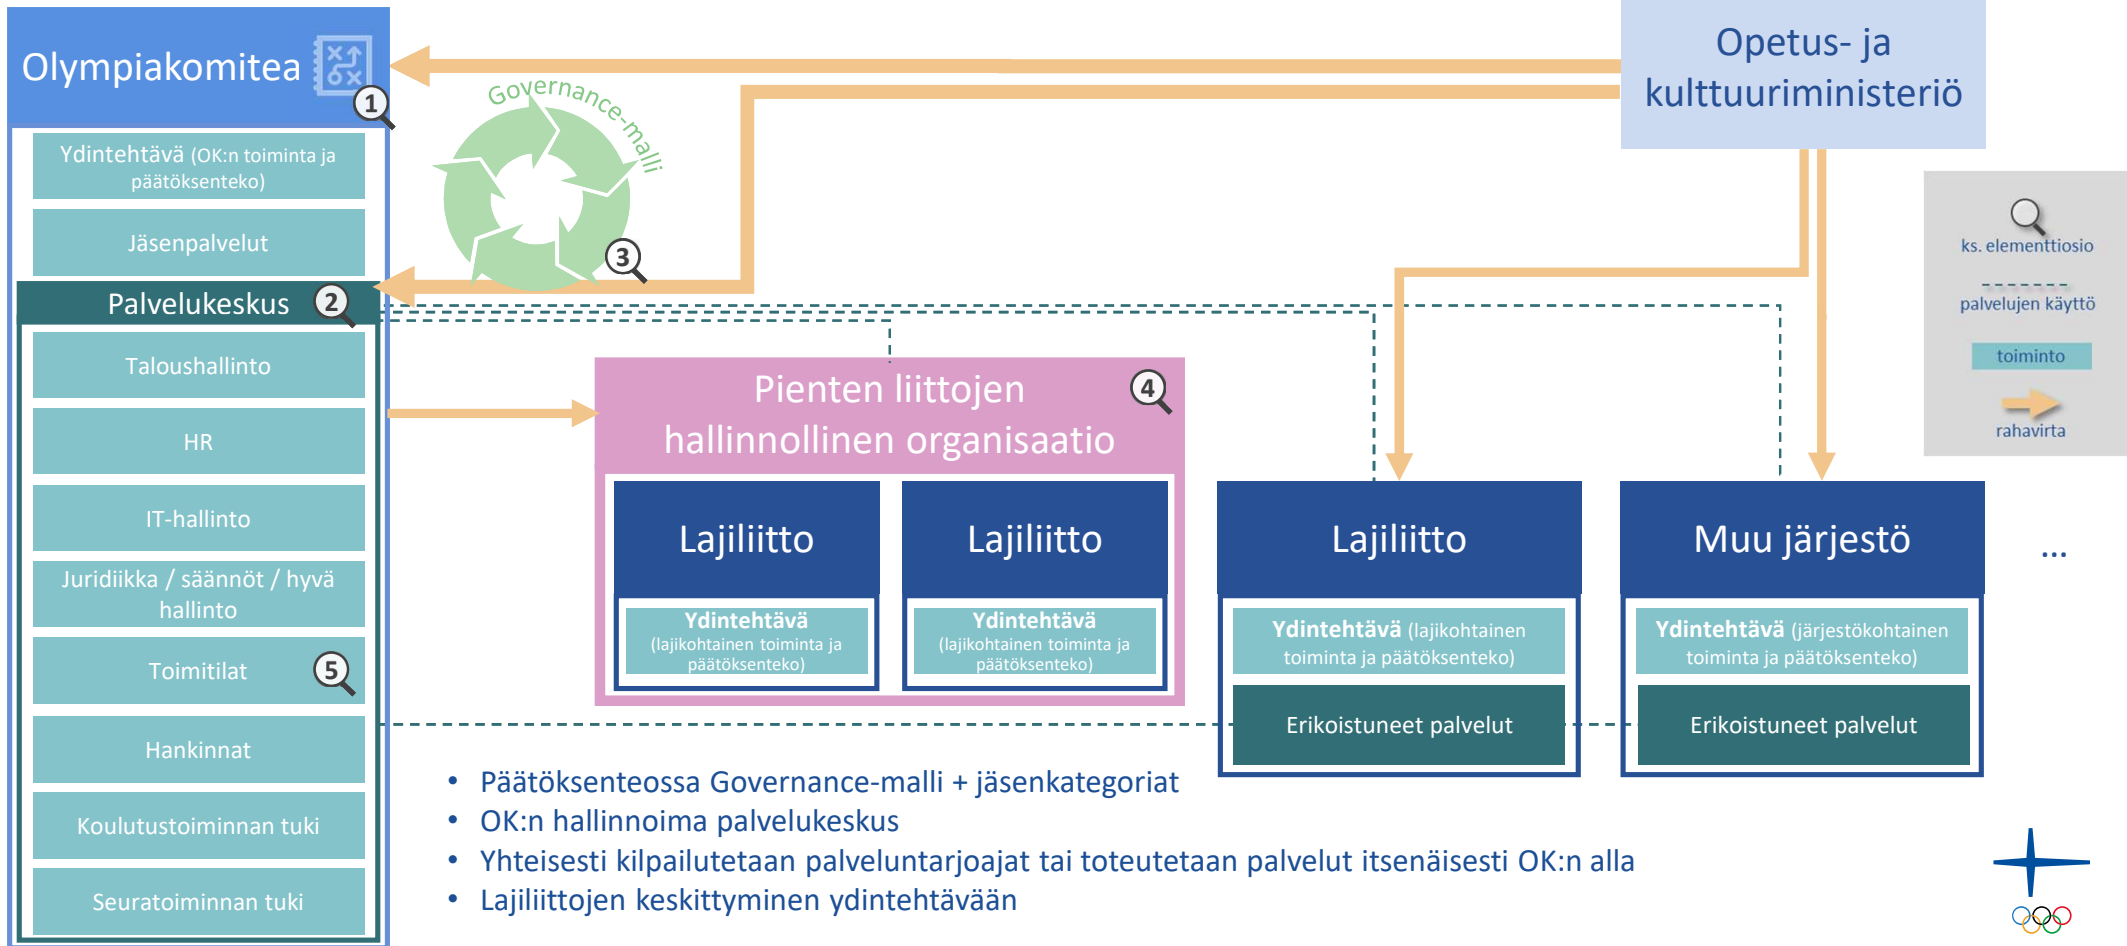 Olympiakomitea
1
Ydintehtävä (OK:n toiminta ja
päätöksenteko)
Jäsenpalvelut
Palvelukeskus
2
Taloushallinto
HR
IT-hallinto
Juridiikka / säännöt / hyvä
hallinto
Toimitilat
5
Hankinnat
Koulutustoiminnan tuki
Seuratoiminnan tuki
Governance-malli
3
Opetus- ja
kulttuuriministeriö
ks. elementtiosio
palvelujen käyttö
toiminto
rahavirta
Pienten liittojen
hallinnollinen organisaatio
4
Lajiliitto
Ydintehtävä
(lajikohtainen toiminta ja
päätöksenteko)
Lajiliitto
Ydintehtävä
(lajikohtainen toiminta ja
päätöksenteko)
Lajiliitto
Ydintehtävä (lajikohtainen
toiminta ja päätöksenteko)
Erikoistuneet palvelut
Muu järjestö
Ydintehtävä (järjestökohtainen
toiminta ja päätöksenteko)
Erikoistuneet palvelut
...
• Päätöksenteossa Governance-malli + jäsenkategoriat
• OK:n hallinnoima palvelukeskus
• Yhteisesti kilpailutetaan palveluntarjoajat tai toteutetaan palvelut itsenäisesti OK:n alla
• Lajiliittojen keskittyminen ydintehtävään